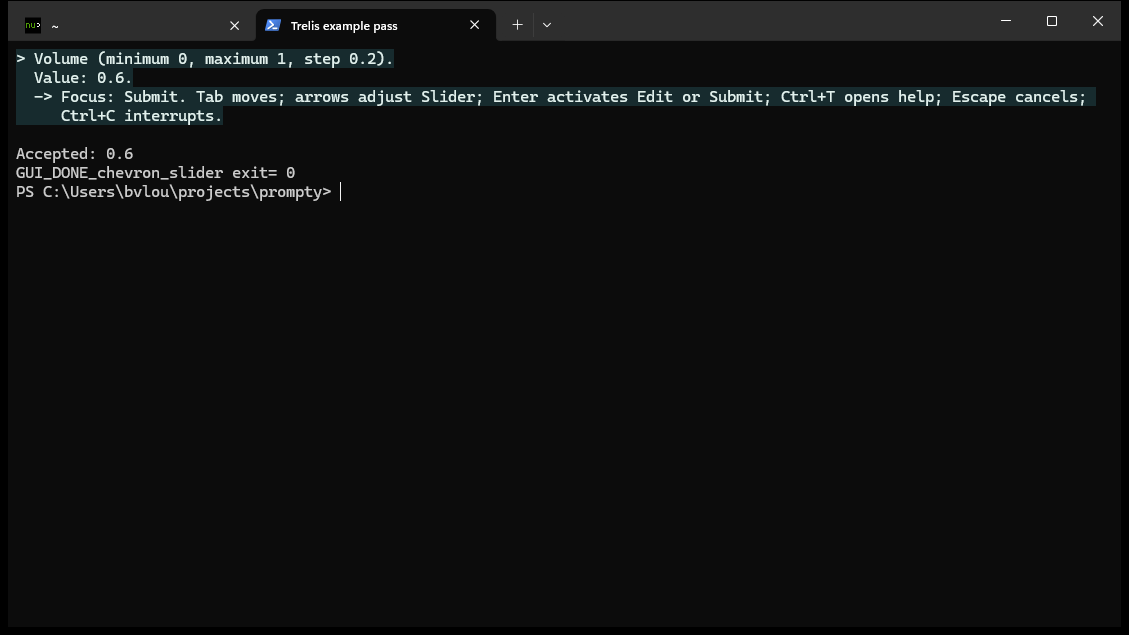 nu> ~
Trelis example pass
> Volume (minimum 0, maximum 1, step 0.2).
Value: 0.6.
-> Focus: Submit. Tab moves; arrows adjust Slider; Enter activates Edit or Submit; Ctrl+T opens help; Escape cancels;
Ctrl+C interrupts.
Accepted: 0.6
GUI_DONE_chevron_slider exit= 0
PS C:\Users\bvlou\projects\prompty>